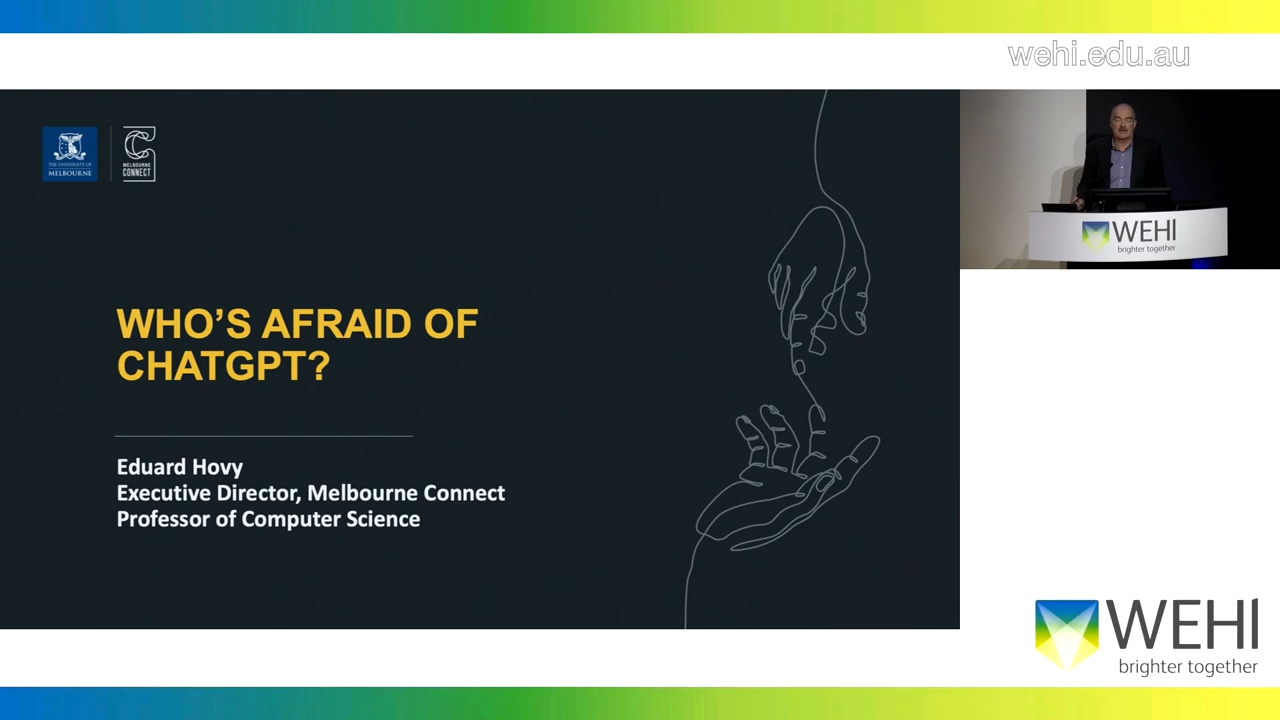 wehi.edu.au
THE UNIVERSITY OF
MELBOURNE
MELBOURNE
CONNECT
WHO'S AFRAID OF
CHATGPT?
Eduard Hovy
Executive Director, Melbourne Connect
Professor of Computer Science
WEHI
brighter together
WEHI
brighter together